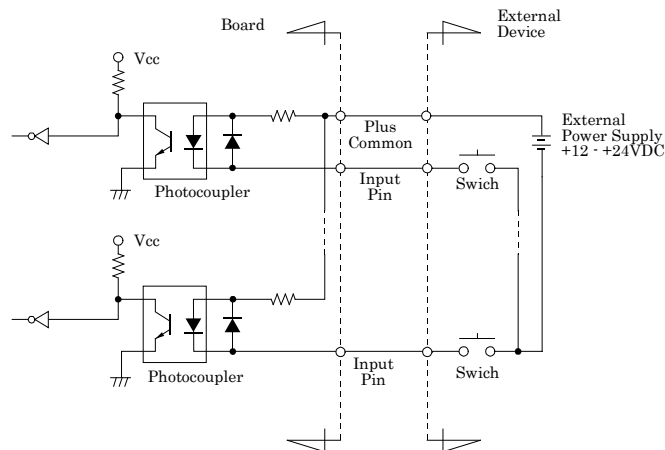 Board
External
Device
Vcc
Plus
Common
External
Power Supply
+12 - +24VDC
Input
Pin
Swich
Photocoupler
Vcc
Input
Pin
Swich
Photocoupler